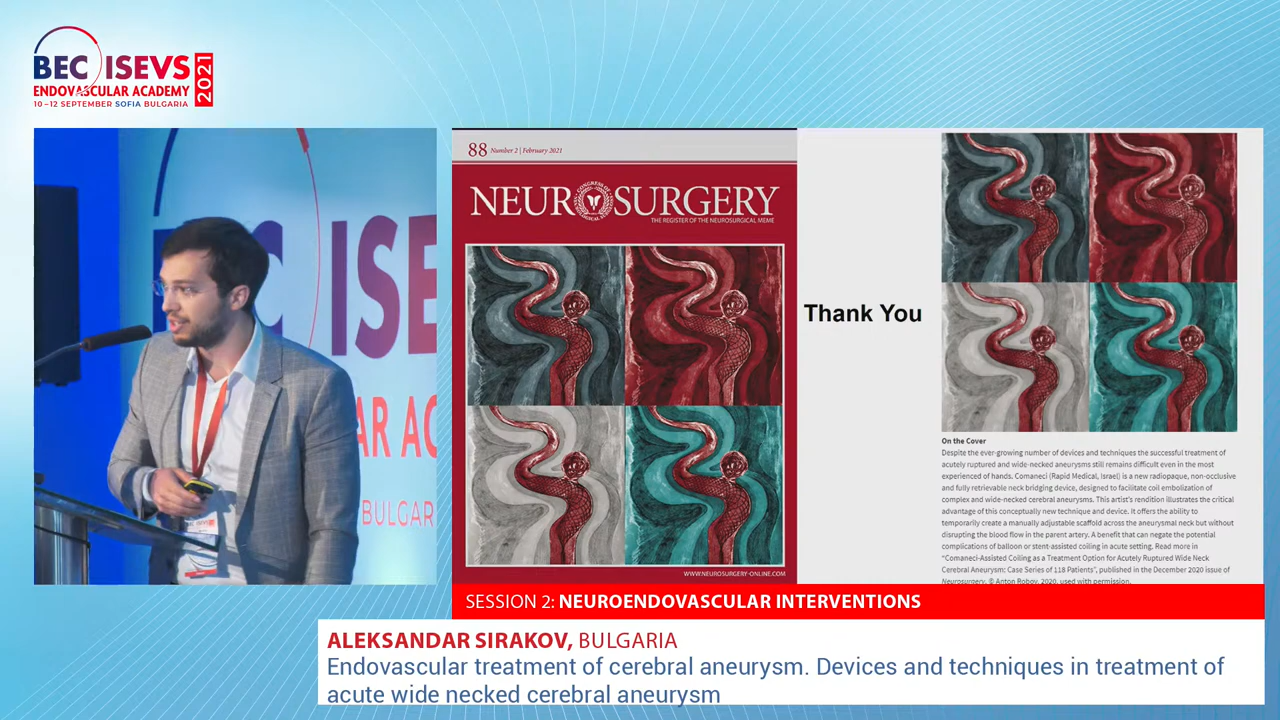 BEC ISEVS
2021
ENDOVASCULAR ACADEMY
10–12 SEPTEMBER SOFIA BULGARIA
BEC ISE
AR AC
BULGAR
88 Number 2 | February 2021
NEUROSURGERY
THE REGISTER OF THE NEUROSURGICAL MEME
WWW.NEUROSURGERY-ONLINE.COM
Thank You
On the Cover
Despite the ever-growing number of devices and techniques the successful treatment of
acutely ruptured and wide-necked aneurysms still remains difficult even in the most
experienced of hands. Comaneci (Rapid Medical, Israel) is a new radiopaque, non-occlusive
and fully retrievable neck bridging device, designed to facilitate coil embolization of
complex and wide-necked cerebral aneurysms. This artist's rendition illustrates the critical
advantage of this conceptually new technique and device. It offers the ability to
temporarily create a manually adjustable scaffold across the aneurysmal neck but without
disrupting the blood flow in the parent artery. A benefit that can negate the potential
complications of balloon or stent-assisted coiling in acute setting. Read more in
"Comaneci-Assisted Coiling as a Treatment Option for Acutely Ruptured Wide Neck
Cerebral Aneurysm: Case Series of 118 Patients", published in the December 2020 issue of
Neurosurgery. © Anton Robov, 2020, used with permission.
SESSION 2: NEUROENDOVASCULAR INTERVENTIONS
ALEKSANDAR SIRAKOV, BULGARIA
Endovascular treatment of cerebral aneurysm. Devices and techniques in treatment of
acute wide necked cerebral aneurysm